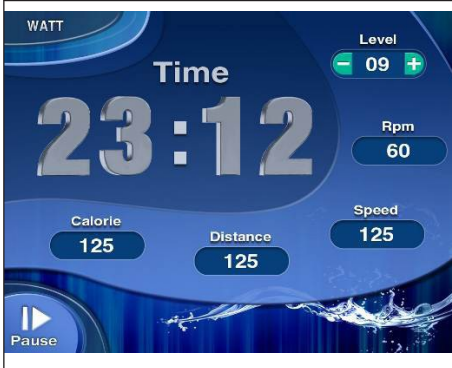 WATT
Level
09
Time
23:12
Rpm
60
Calorie
125
Distance
125
Speed
125
Pause